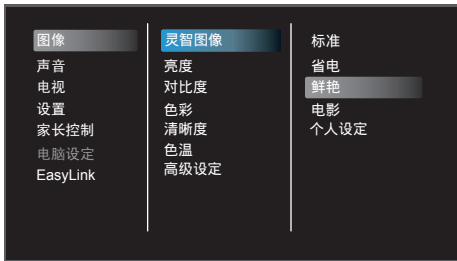 图像
声音
电视
设置
家长控制
电脑设定
EasyLink
灵智图像
亮度
对比度
色彩
清晰度
色温
高级设定
标准
省电
鲜艳
电影
个人设定